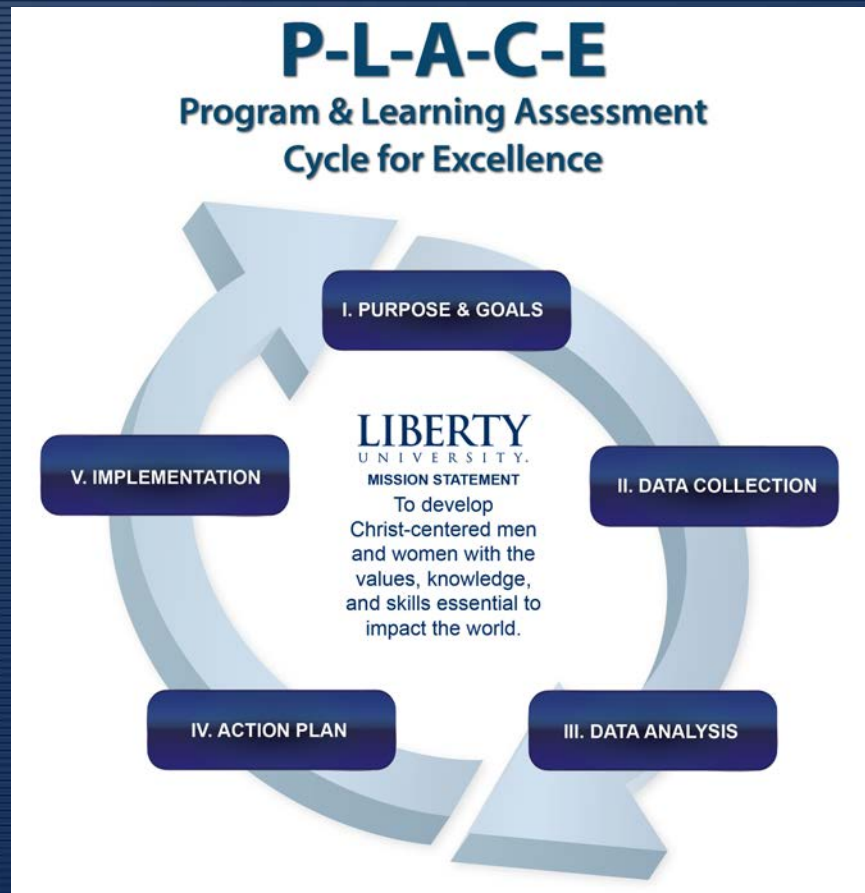 P-L-A-C-E
Program & Learning Assessment
Cycle for Excellence
I. PURPOSE & GOALS
II. DATA COLLECTION
III. DATA ANALYSIS
IV. ACTION PLAN
V. IMPLEMENTATION
LIBERTY
UNIVERSITY.
MISSION STATEMENT
To develop
Christ-centered men
and women with the
values, knowledge,
and skills essential to
impact the world.